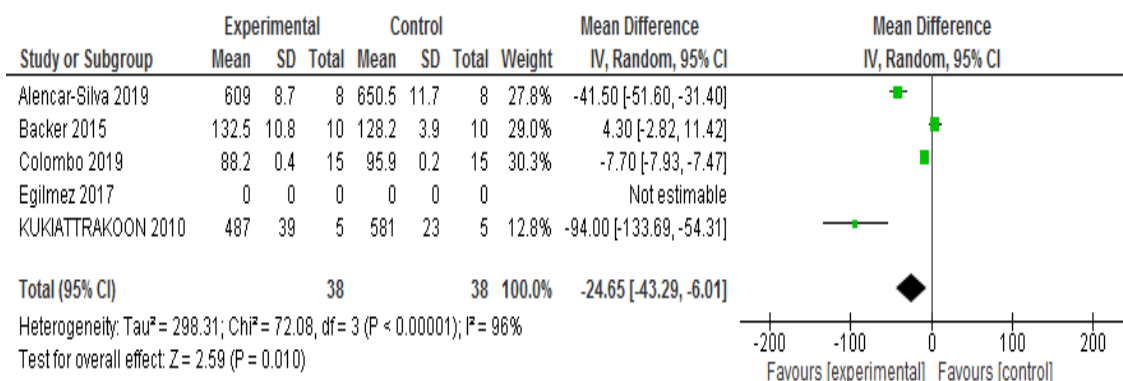 Experimental Control Mean Difference Mean Difference
Study or Subgroup Mean SD Total Mean SD Total Weight IV, Random, 95% CI IV, Random, 95% CI
Alencar-Silva 2019 609 8.7 8 650.5 11.7 8 27.8% -41.50 [-51.60, -31.40]
Backer 2015 132.5 10.8 10 128.2 3.9 10 29.0% 4.30 [-2.82, 11.42]
Colombo 2019 88.2 0.4 15 95.9 0.2 15 30.3% -7.70 [-7.93, -7.47]
Egilmez 2017 0 0 0 0 0 0 Not estimable
KUKIATTRAKOON 2010 487 39 5 581 23 5 12.8% -94.00 [-133.69, -54.31]
Total (95% CI) 38 38 100.0% -24.65 [-43.29, -6.01]
Heterogeneity: Tau² = 298.31; Chi² = 72.08, df = 3 (P < 0.00001); I² = 96%
Test for overall effect: Z = 2.59 (P = 0.010)
-200 -100 0 100 200
Favours [experimental] Favours [control]